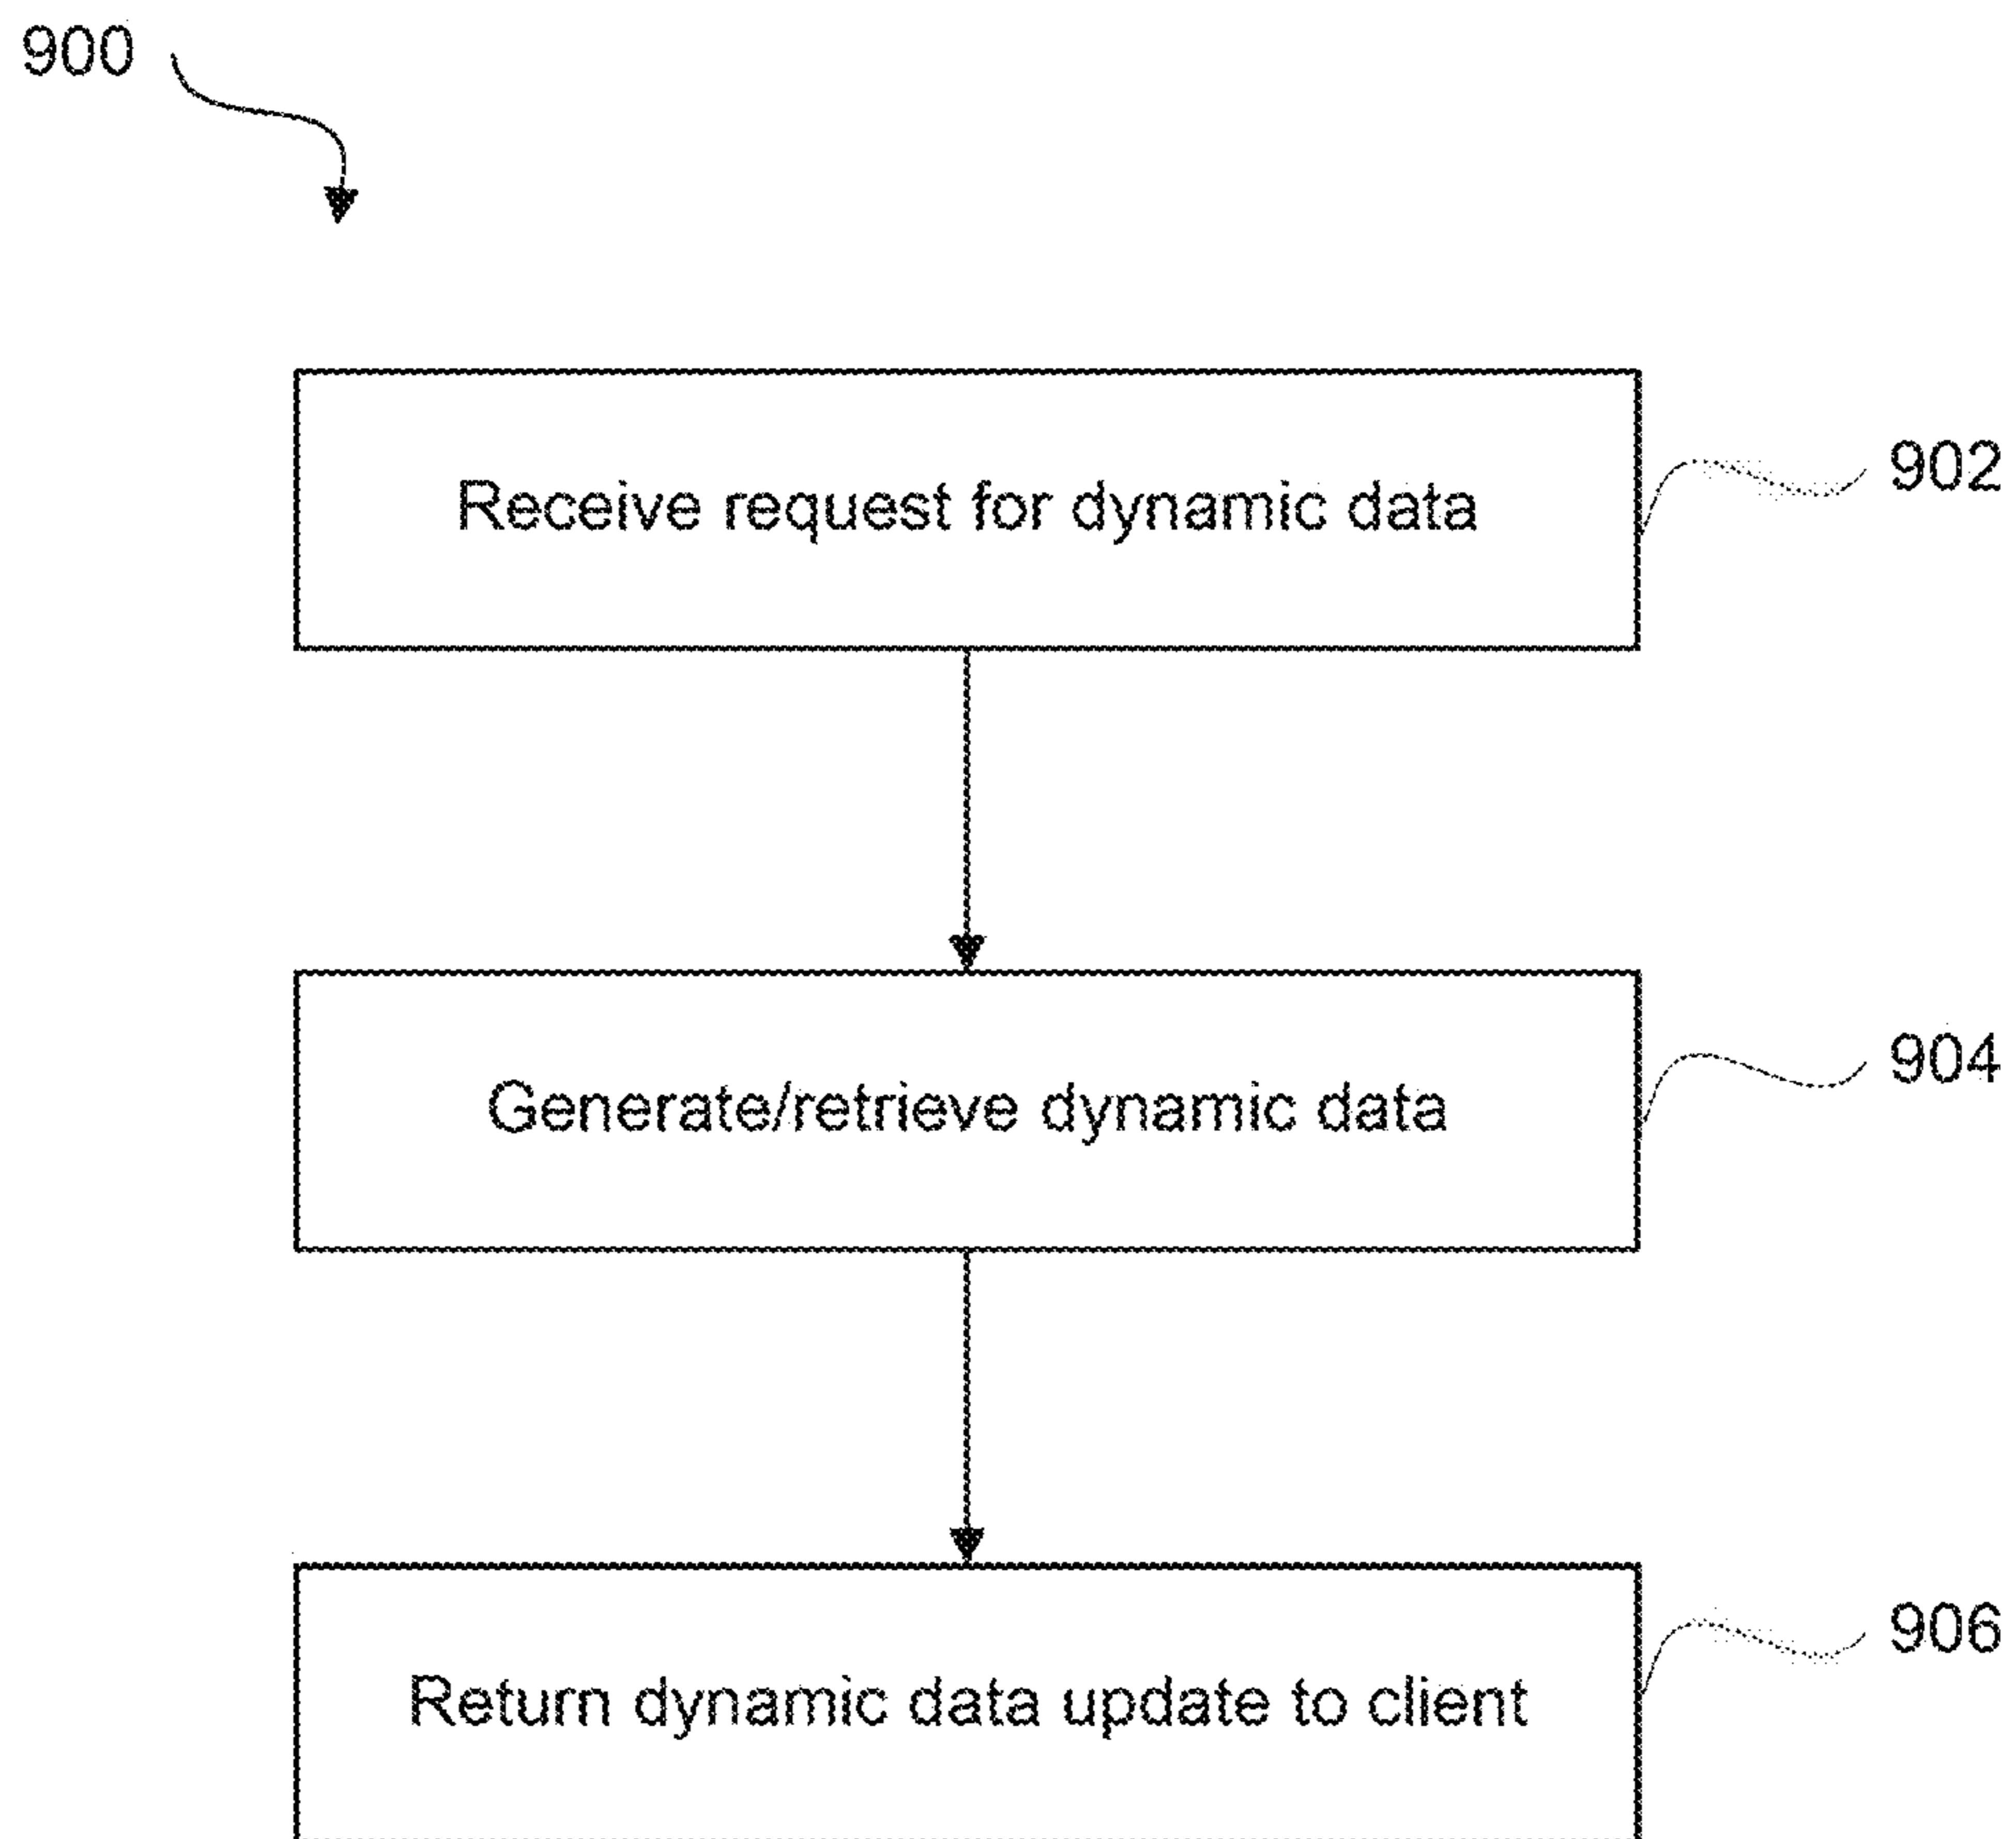 900
Receive request for dynamic data
902
Generate/retrieve dynamic data
904
Return dynamic data update to client
906